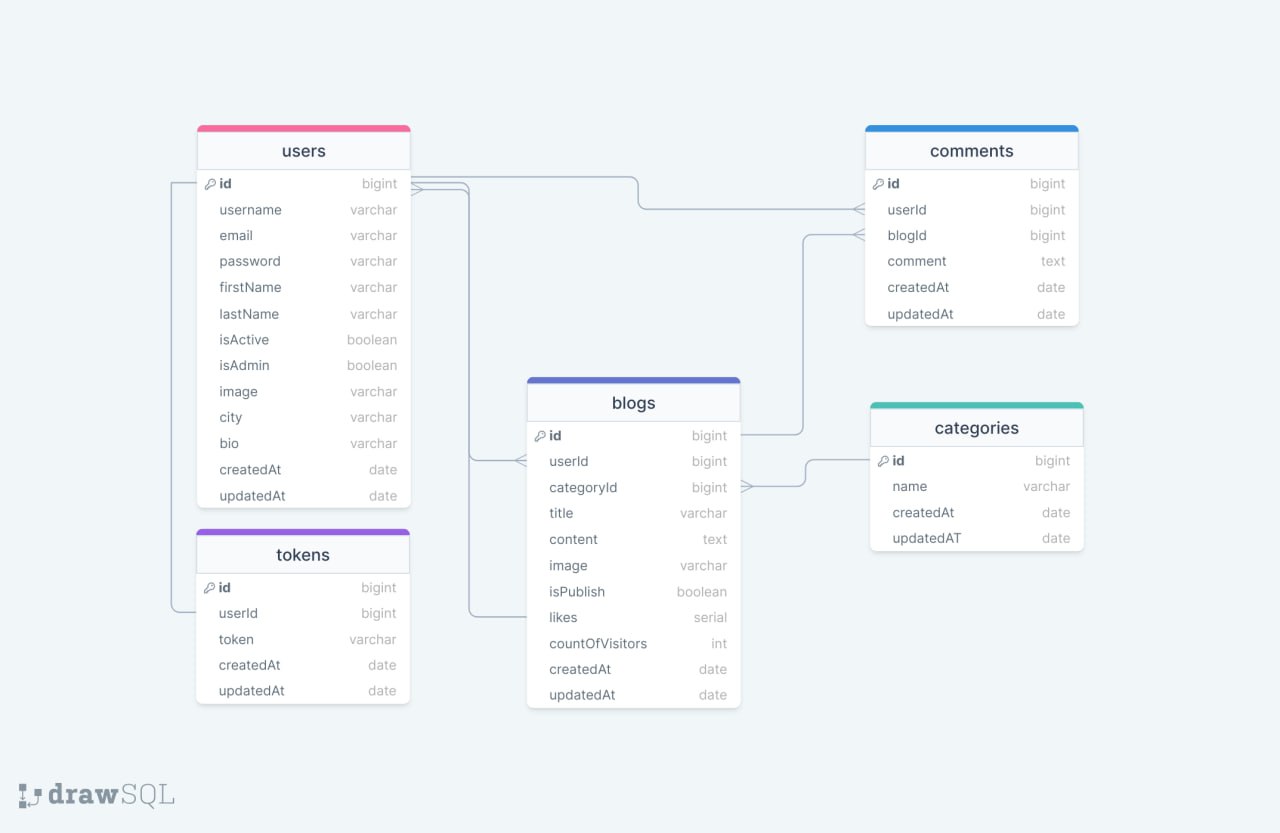 users
id bigint
username varchar
email varchar
password varchar
firstName varchar
lastName varchar
isActive boolean
isAdmin boolean
image varchar
city varchar
bio varchar
createdAt date
updatedAt date
tokens
id bigint
userId bigint
token varchar
createdAt date
updatedAt date
blogs
id bigint
userId bigint
categoryId bigint
title varchar
content text
image varchar
isPublish boolean
likes serial
countOfVisitors int
createdAt date
updatedAt date
comments
id bigint
userId bigint
blogId bigint
comment text
createdAt date
updatedAt date
categories
id bigint
name varchar
createdAt date
updatedAT date
drawSQL